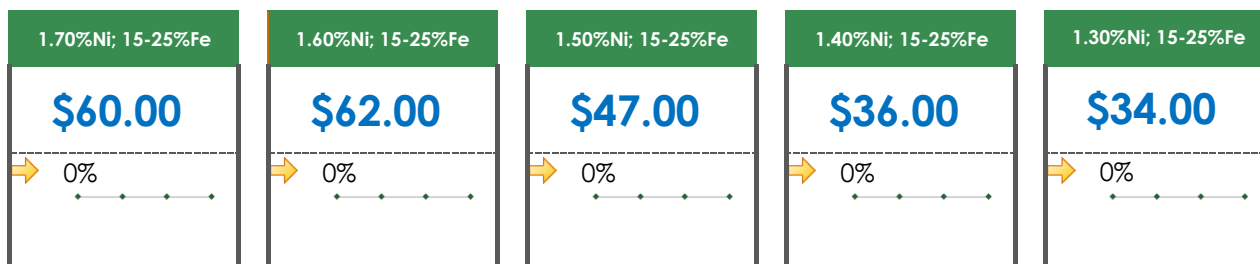 1.70%Ni; 15-25%Fe
$60.00
0%
1.60%Ni; 15-25%Fe
$62.00
0%
1.50%Ni; 15-25%Fe
$47.00
0%
1.40%Ni; 15-25%Fe
$36.00
0%
1.30%Ni; 15-25%Fe
$34.00
0%